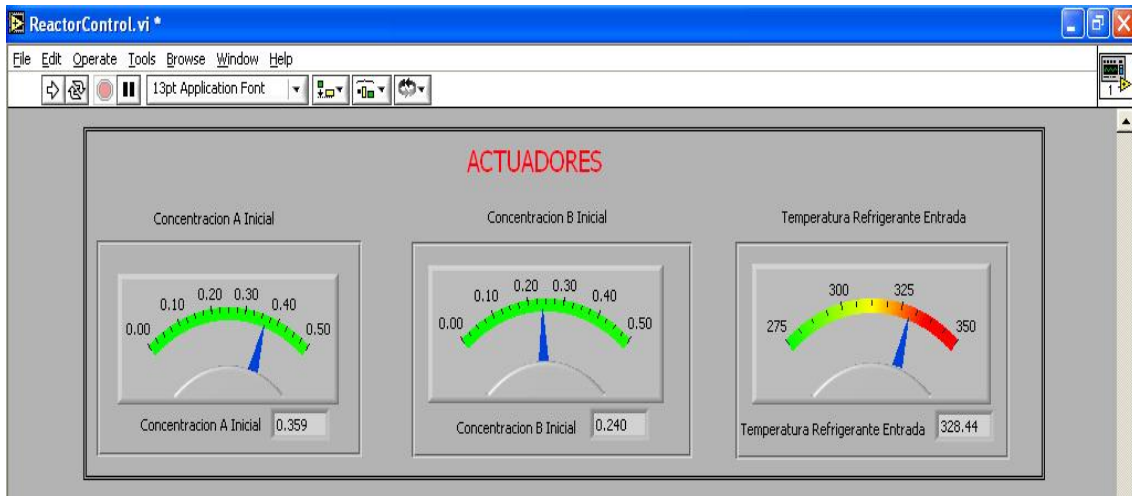 ReactorControl.vi *
File Edit Operate Tools Browse Window Help
13pt Application Font
1
ACTUADORES
Concentracion A Inicial
0.00 0.10 0.20 0.30 0.40 0.50
Concentracion A Inicial 0.359
Concentracion B Inicial
0.00 0.10 0.20 0.30 0.40 0.50
Concentracion B Inicial 0.240
Temperatura Refrigerante Entrada
275 300 325 350
Temperatura Refrigerante Entrada 328.44